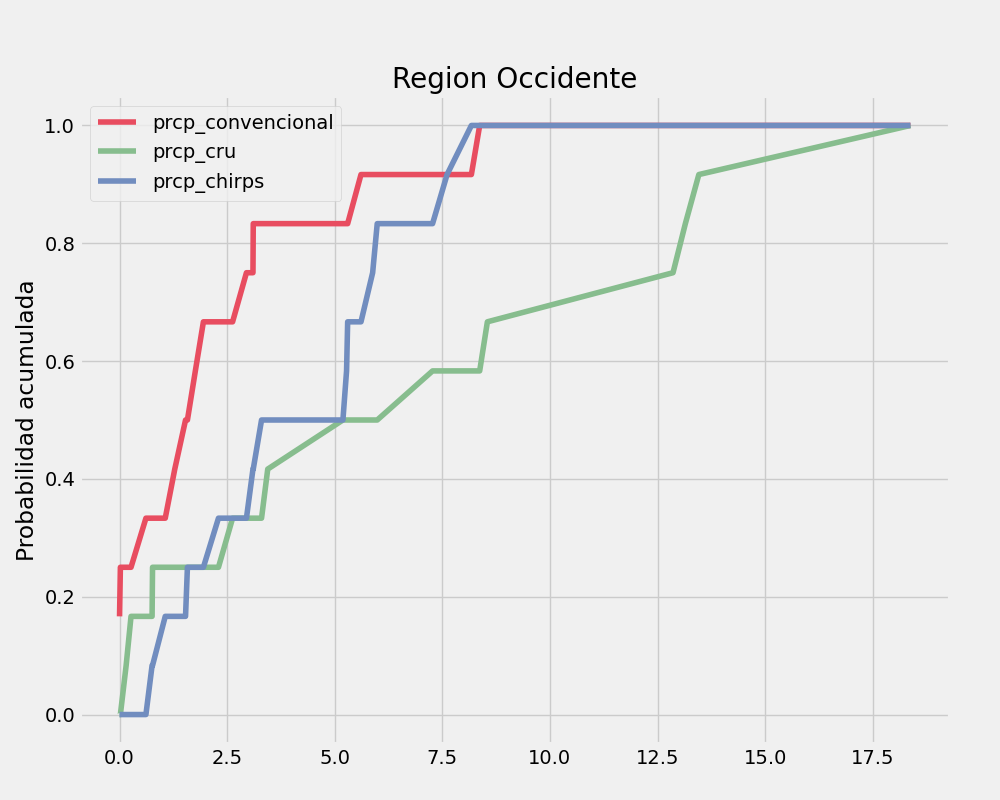 Region Occidente
prcp_convencional
prcp_cru
prcp_chirps
Probabilidad acumulada
1.0
0.8
0.6
0.4
0.2
0.0
0.0 2.5 5.0 7.5 10.0 12.5 15.0 17.5